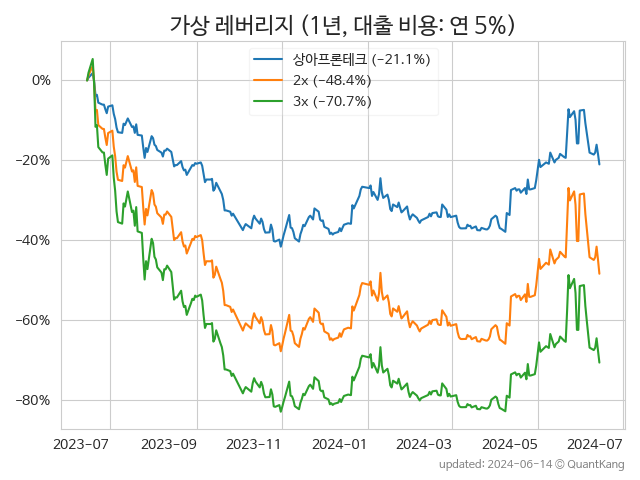 가상 레버리지 (1년, 대출 비용: 연 5%)
상아프론테크 (-21.1%)
2x (-48.4%)
3x (-70.7%)
0%
-20%
-40%
-60%
-80%
2023-07 2023-09 2023-11 2024-01 2024-03 2024-05 2024-07
updated: 2024-06-14 © QuantKang